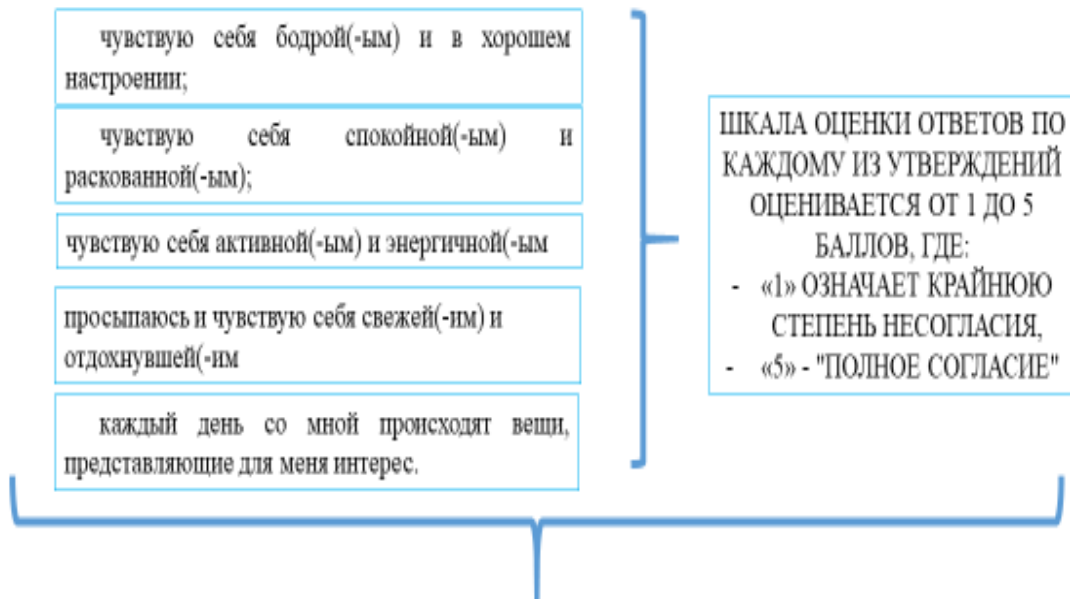 чувствую себя бодрой(-ым) и в хорошем
настроении;
чувствую себя спокойной(-ым) и
раскованной(-ым);
чувствую себя активной(-ым) и энергичной(-ым
просыпаюсь и чувствую себя свежей(-им) и
отдохнувшей(-им
каждый день со мной происходят вещи,
представляющие для меня интерес.
ШКАЛА ОЦЕНКИ ОТВЕТОВ ПО
КАЖДОМУ ИЗ УТВЕРЖДЕНИЙ
ОЦЕНИВАЕТСЯ ОТ 1 ДО 5
БАЛЛОВ, ГДЕ:
- «1» ОЗНАЧАЕТ КРАЙНЮЮ
СТЕПЕНЬ НЕСОГЛАСИЯ,
- «5» - "ПОЛНОЕ СОГЛАСИЕ"